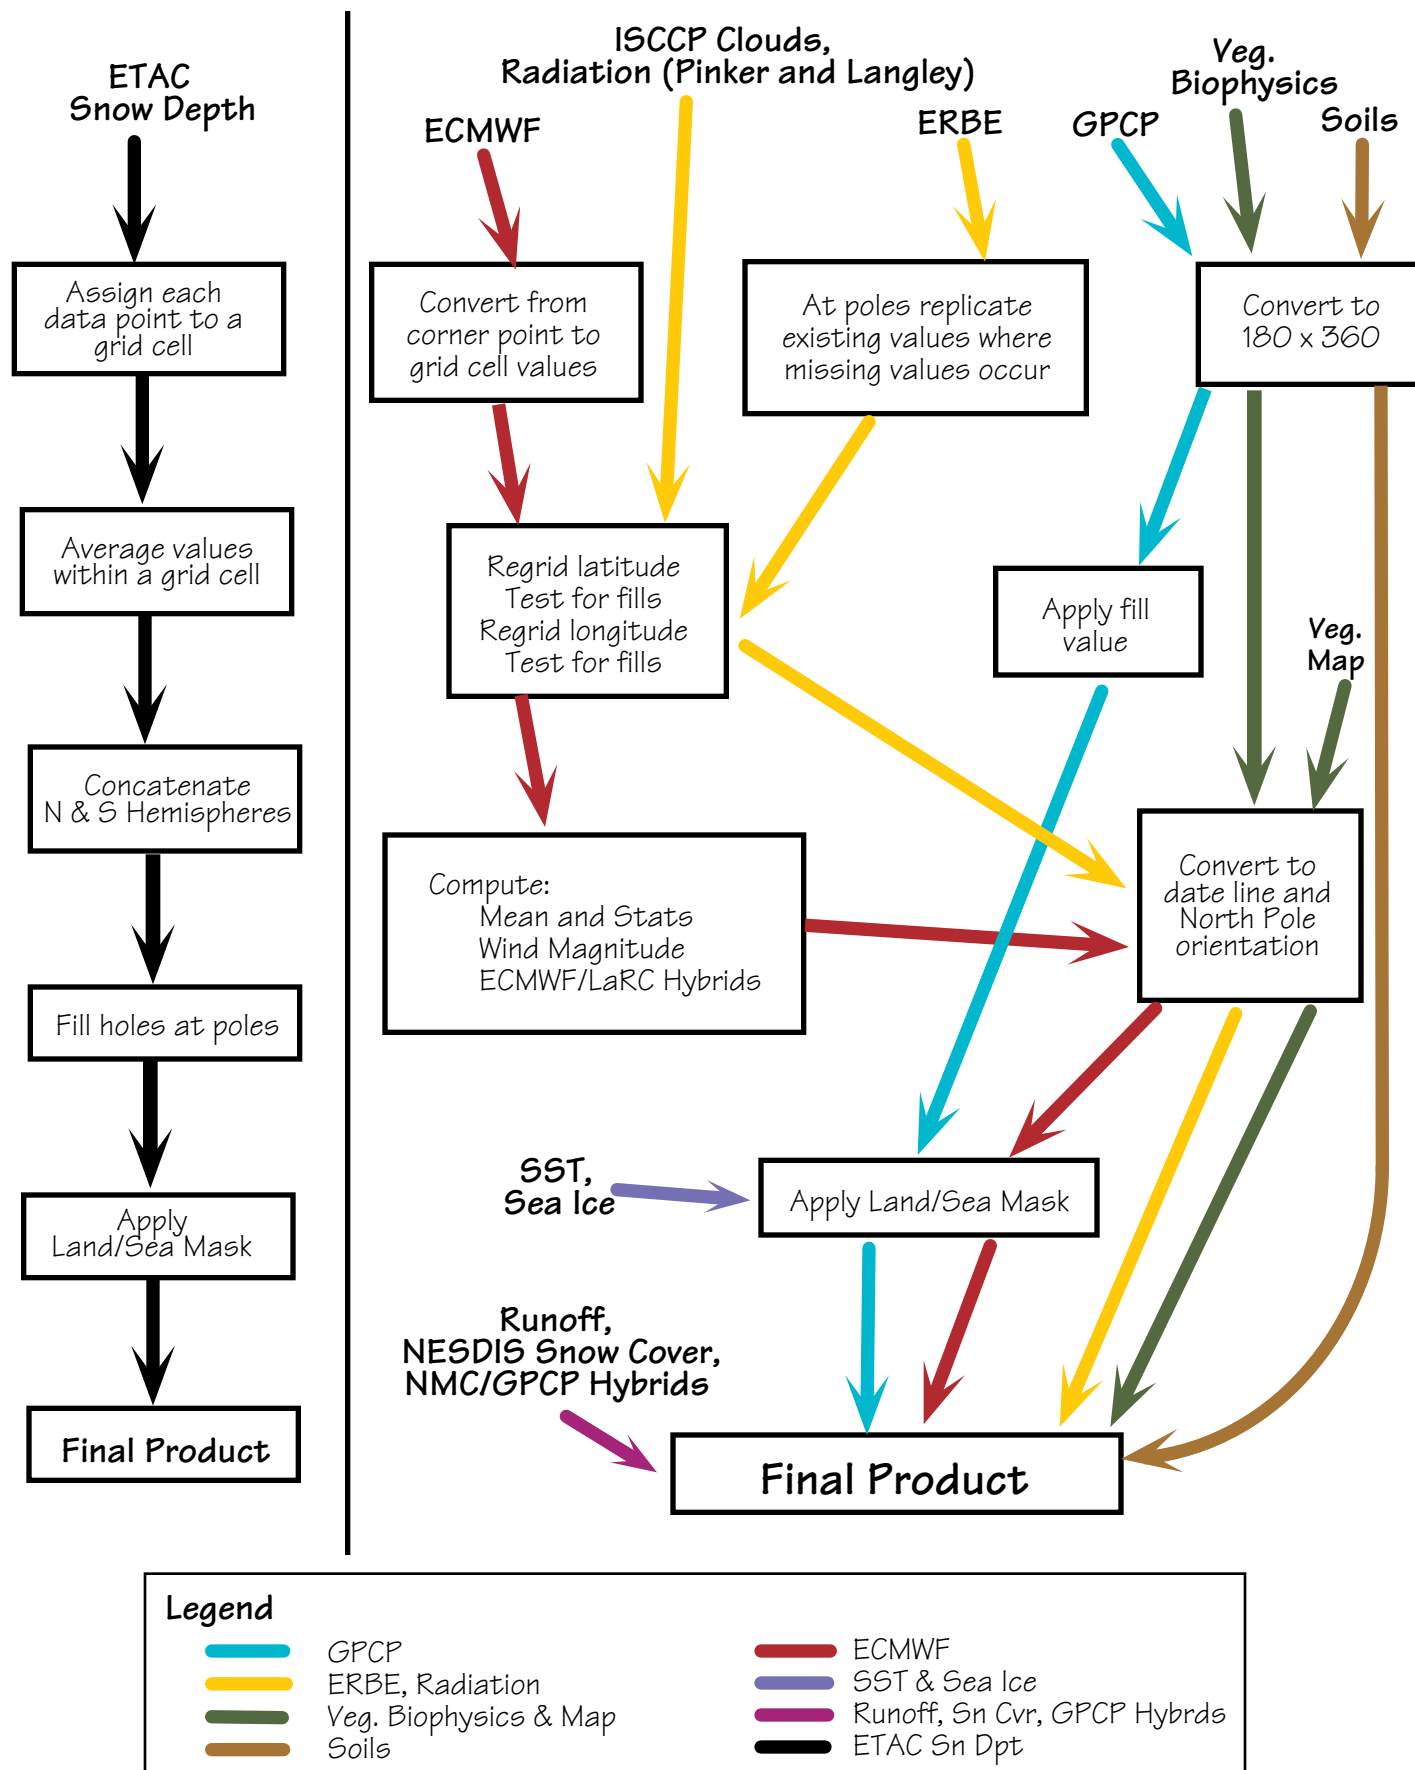 ETAC
Snow Depth
Assign each
data point to a
grid cell
Average values
within a grid cell
Concatenate
N & S Hemispheres
Fill holes at poles
Apply
Land/Sea Mask
Final Product
ISCCP Clouds,
Radiation (Pinker and Langley)
ECMWF
ERBE
GPCP
Veg.
Biophysics
Soils
Convert from
corner point to
grid cell values
At poles replicate
existing values where
missing values occur
Convert to
180 x 360
Regrid latitude
Test for fills
Regrid longitude
Test for fills
Apply fill
value
Veg.
Map
Compute:
Mean and Stats
Wind Magnitude
ECMWF/LaRC Hybrids
Convert to
date line and
North Pole
orientation
SST,
Sea Ice
Apply Land/Sea Mask
Runoff,
NESDIS Snow Cover,
NMC/GPCP Hybrids
Final Product
Legend
GPCP
ERBE, Radiation
Veg. Biophysics & Map
Soils
ECMWF
SST & Sea Ice
Runoff, Sn Cvr, GPCP Hybrds
ETAC Sn Dpt